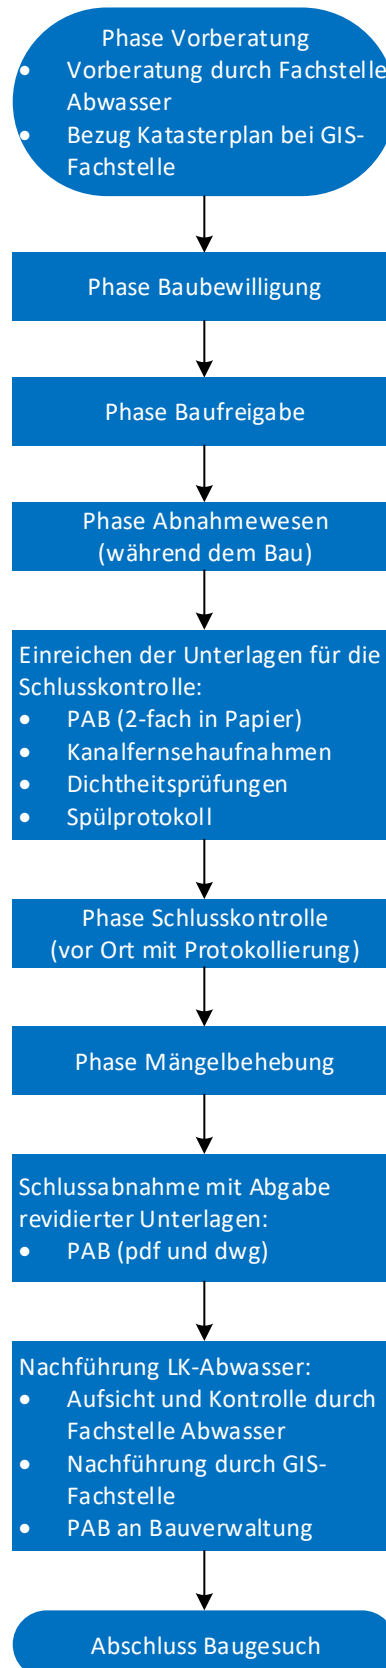 Phase Vorberatung
• Vorberatung durch Fachstelle
Abwasser
• Bezug Katasterplan bei GIS-
Fachstelle
Phase Baubewilligung
Phase Baufreigabe
Phase Abnahmewesen
(während dem Bau)
Einreichen der Unterlagen für die
Schlusskontrolle:
• PAB (2-fach in Papier)
• Kanalfernsehaufnahmen
• Dichtheitsprüfungen
• Spülprotokoll
Phase Schlusskontrolle
(vor Ort mit Protokollierung)
Phase Mängelbehebung
Schlussabnahme mit Abgabe
revidierter Unterlagen:
• PAB (pdf und dwg)
Nachführung LK-Abwasser:
• Aufsicht und Kontrolle durch
Fachstelle Abwasser
• Nachführung durch GIS-
Fachstelle
• PAB an Bauverwaltung
Abschluss Baugesuch